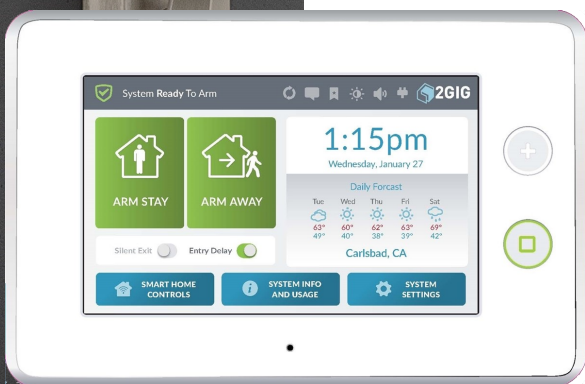 System Ready To Arm
2GIG
ARM STAY
ARM AWAY
Silent Exit
Entry Delay
1:15pm
Wednesday, January 27
Daily Forcast
Tue Wed Thu Fri Sat
63° 60° 62° 63° 69°
49° 40° 38° 39° 42°
Carlsbad, CA
SMART HOME
CONTROLS
SYSTEM INFO
AND USAGE
SYSTEM
SETTINGS